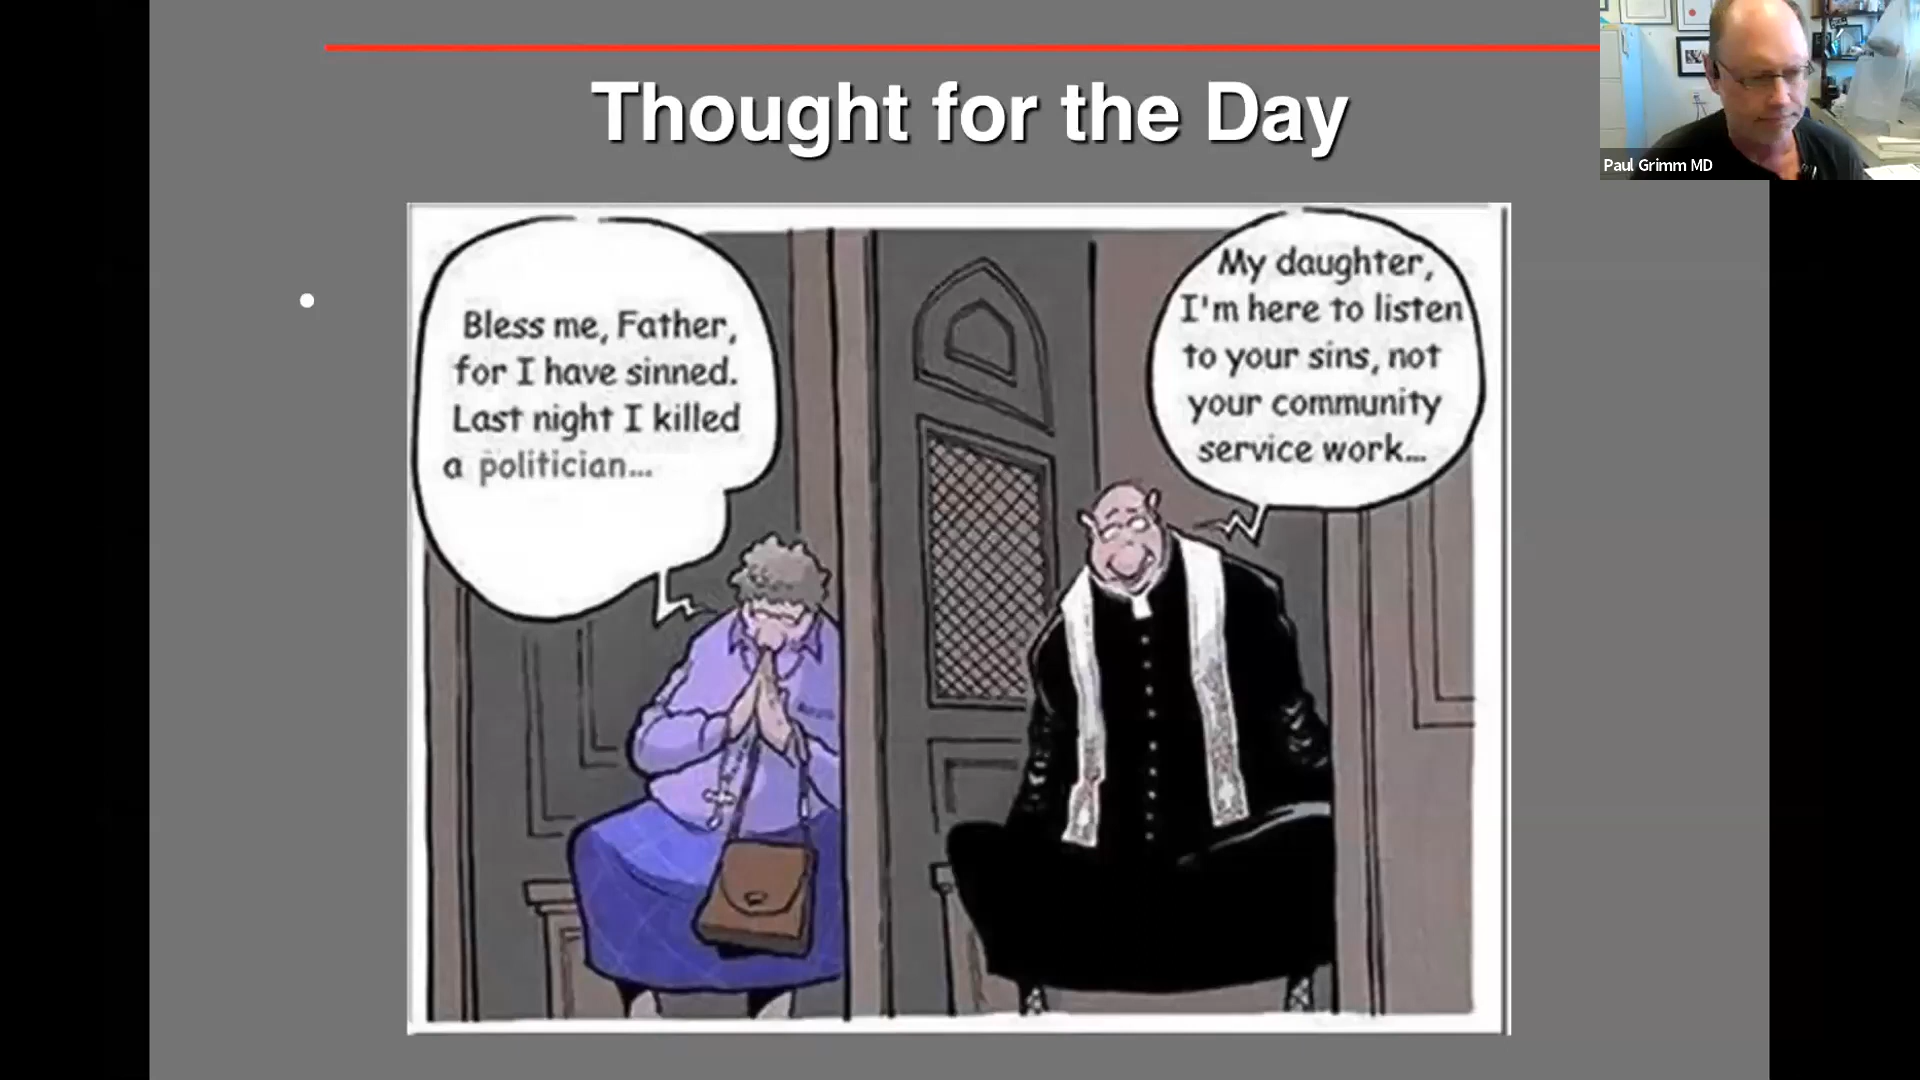 Thought for the Day
Paul Grimm MD
Bless me, Father,
for I have sinned.
Last night I killed
a politician...
My daughter,
I'm here to listen
to your sins, not
your community
service work...